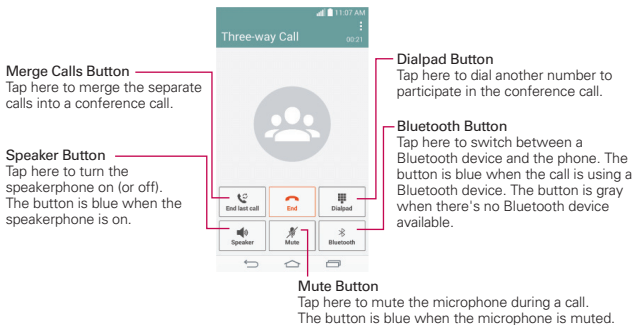 11:07 AM
Three-way Call
00:21
Merge Calls Button
Tap here to merge the separate
calls into a conference call.
Speaker Button
Tap here to turn the
speakerphone on (or off).
The button is blue when the
speakerphone is on.
Dialpad Button
Tap here to dial another number to
participate in the conference call.
Bluetooth Button
Tap here to switch between a
Bluetooth device and the phone. The
button is blue when the call is using a
Bluetooth device. The button is gray
when there's no Bluetooth device
available.
End last call
End
Dialpad
Speaker
Mute
Bluetooth
Mute Button
Tap here to mute the microphone during a call.
The button is blue when the microphone is muted.